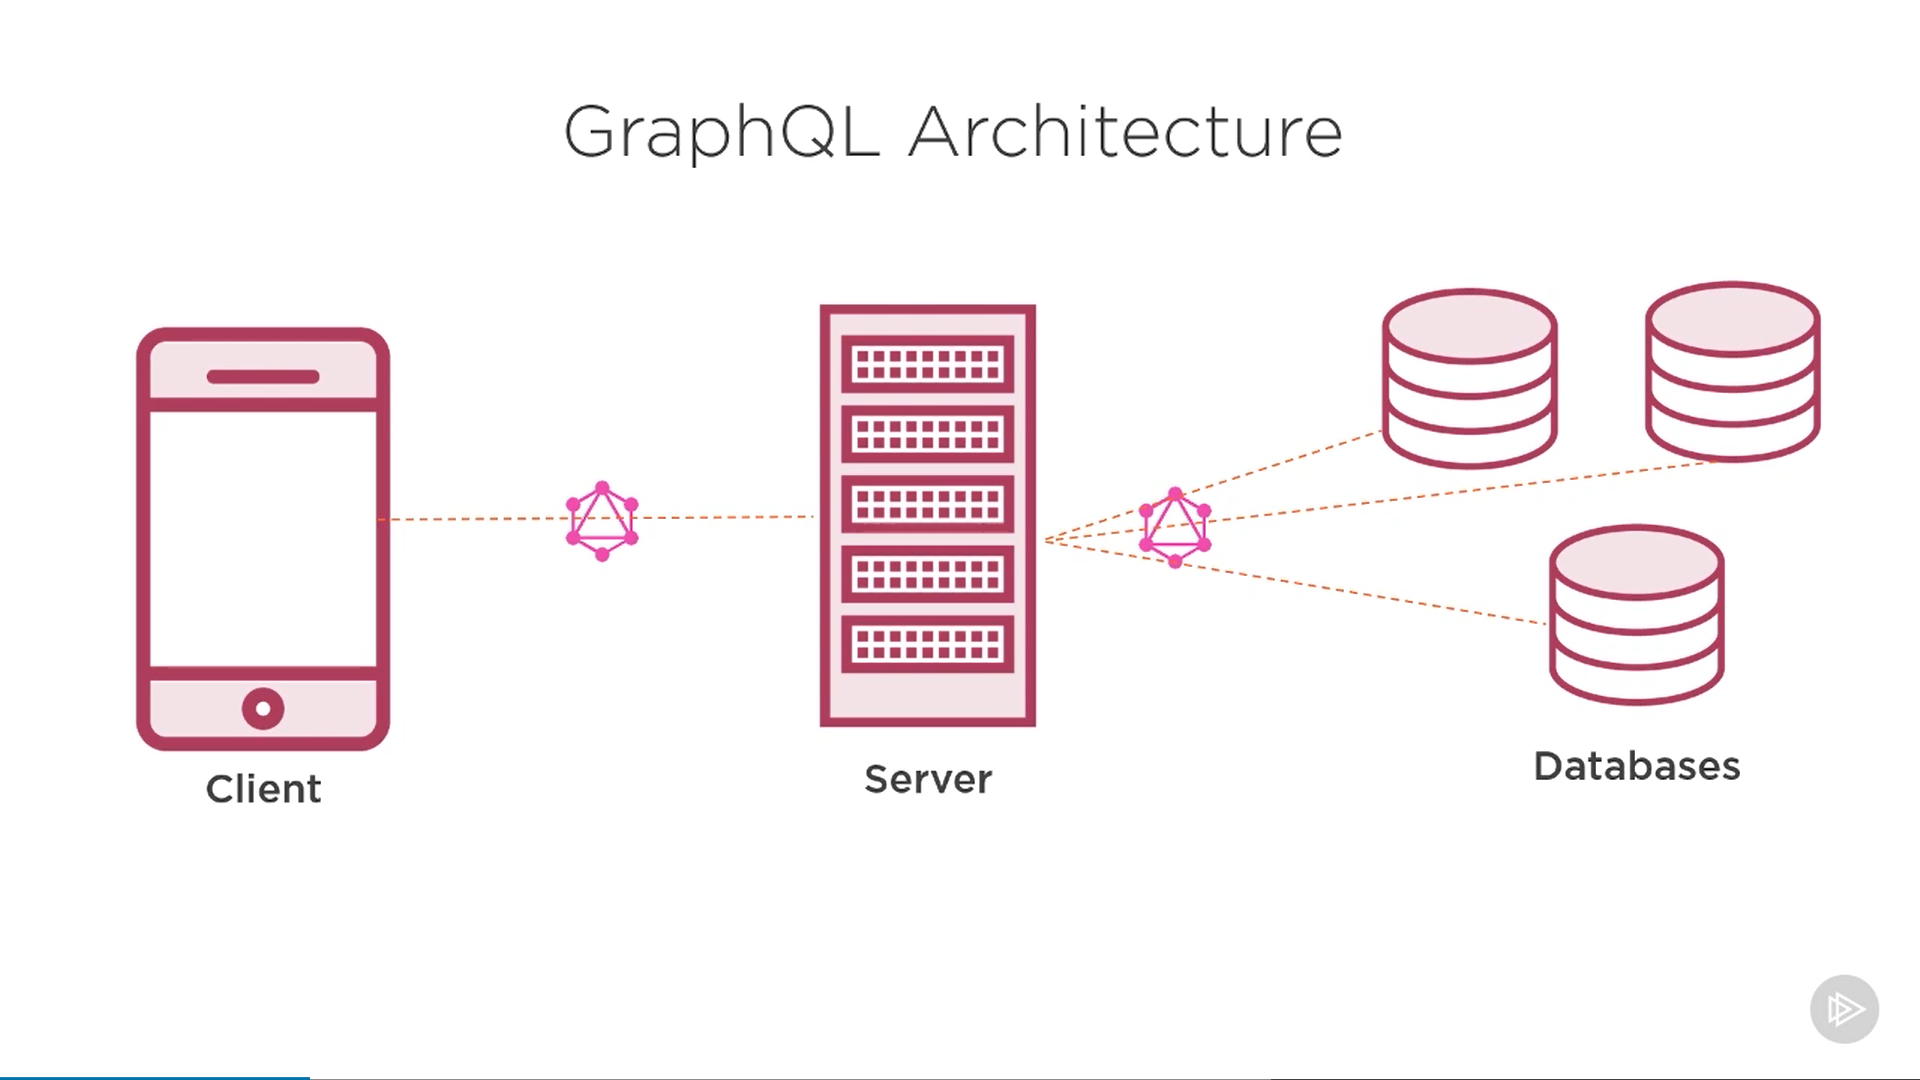 GraphQL Architecture
Client
Server
Databases